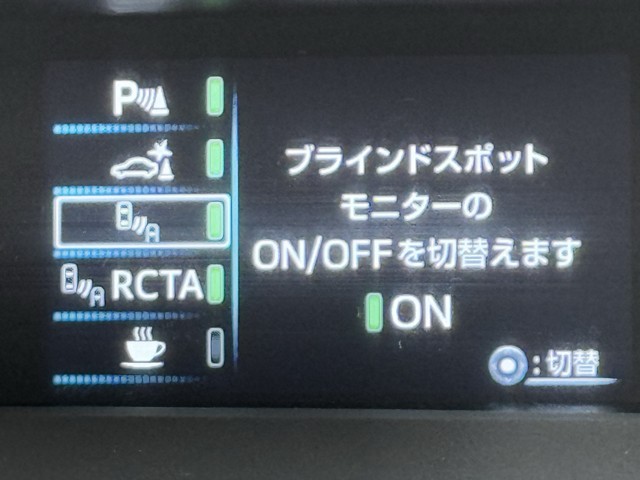 P
RCTA
ブラインドスポット
モニターの
ON/OFFを切替えます
ON
:切替